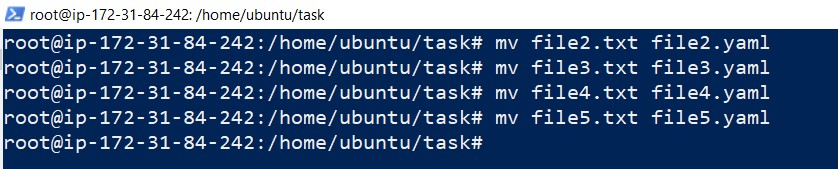 root@ip-172-31-84-242: /home/ubuntu/task
root@ip-172-31-84-242:/home/ubuntu/task# mv file2.txt file2.yaml
root@ip-172-31-84-242:/home/ubuntu/task# mv file3.txt file3.yaml
root@ip-172-31-84-242:/home/ubuntu/task# mv file4.txt file4.yaml
root@ip-172-31-84-242:/home/ubuntu/task# mv file5.txt file5.yaml
root@ip-172-31-84-242:/home/ubuntu/task#